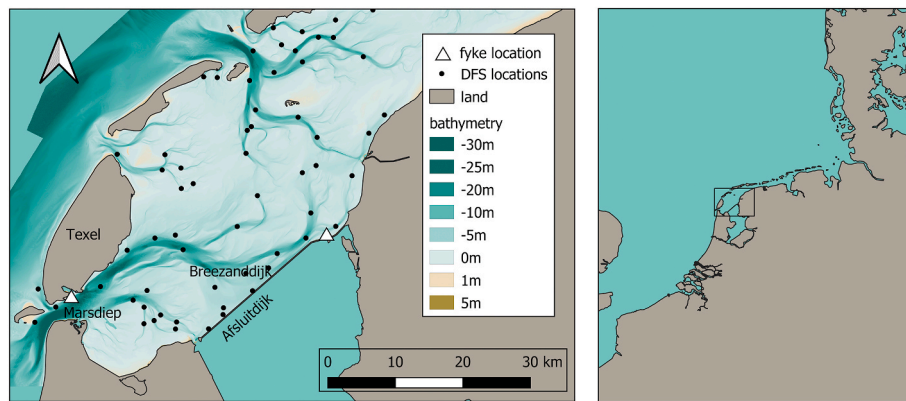 fyke location
DFS locations
land
bathymetry
-30m
-25m
-20m
-10m
-5m
0m
1m
5m
Texel
Breezanddijk
Marsdiep
Afsluitdijk
0 10 20 30 km